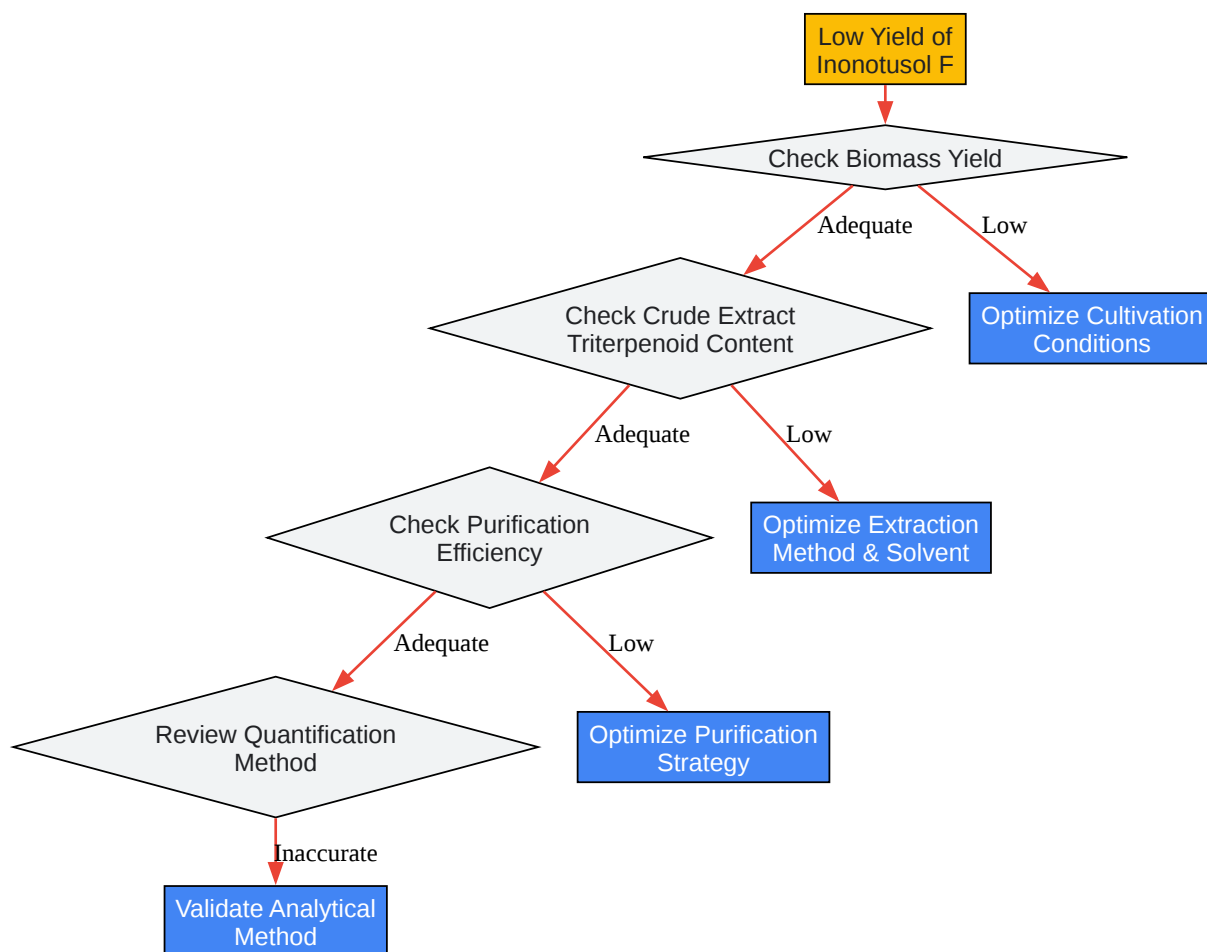 Low Yield of
Inonotusol F
Check Biomass Yield
Adequate
Low
Check Crude Extract
Triterpenoid Content
Optimize Cultivation
Conditions
Adequate
Low
Check Purification
Efficiency
Optimize Extraction
Method & Solvent
Adequate
Low
Review Quantification
Method
Optimize Purification
Strategy
Inaccurate
Validate Analytical
Method